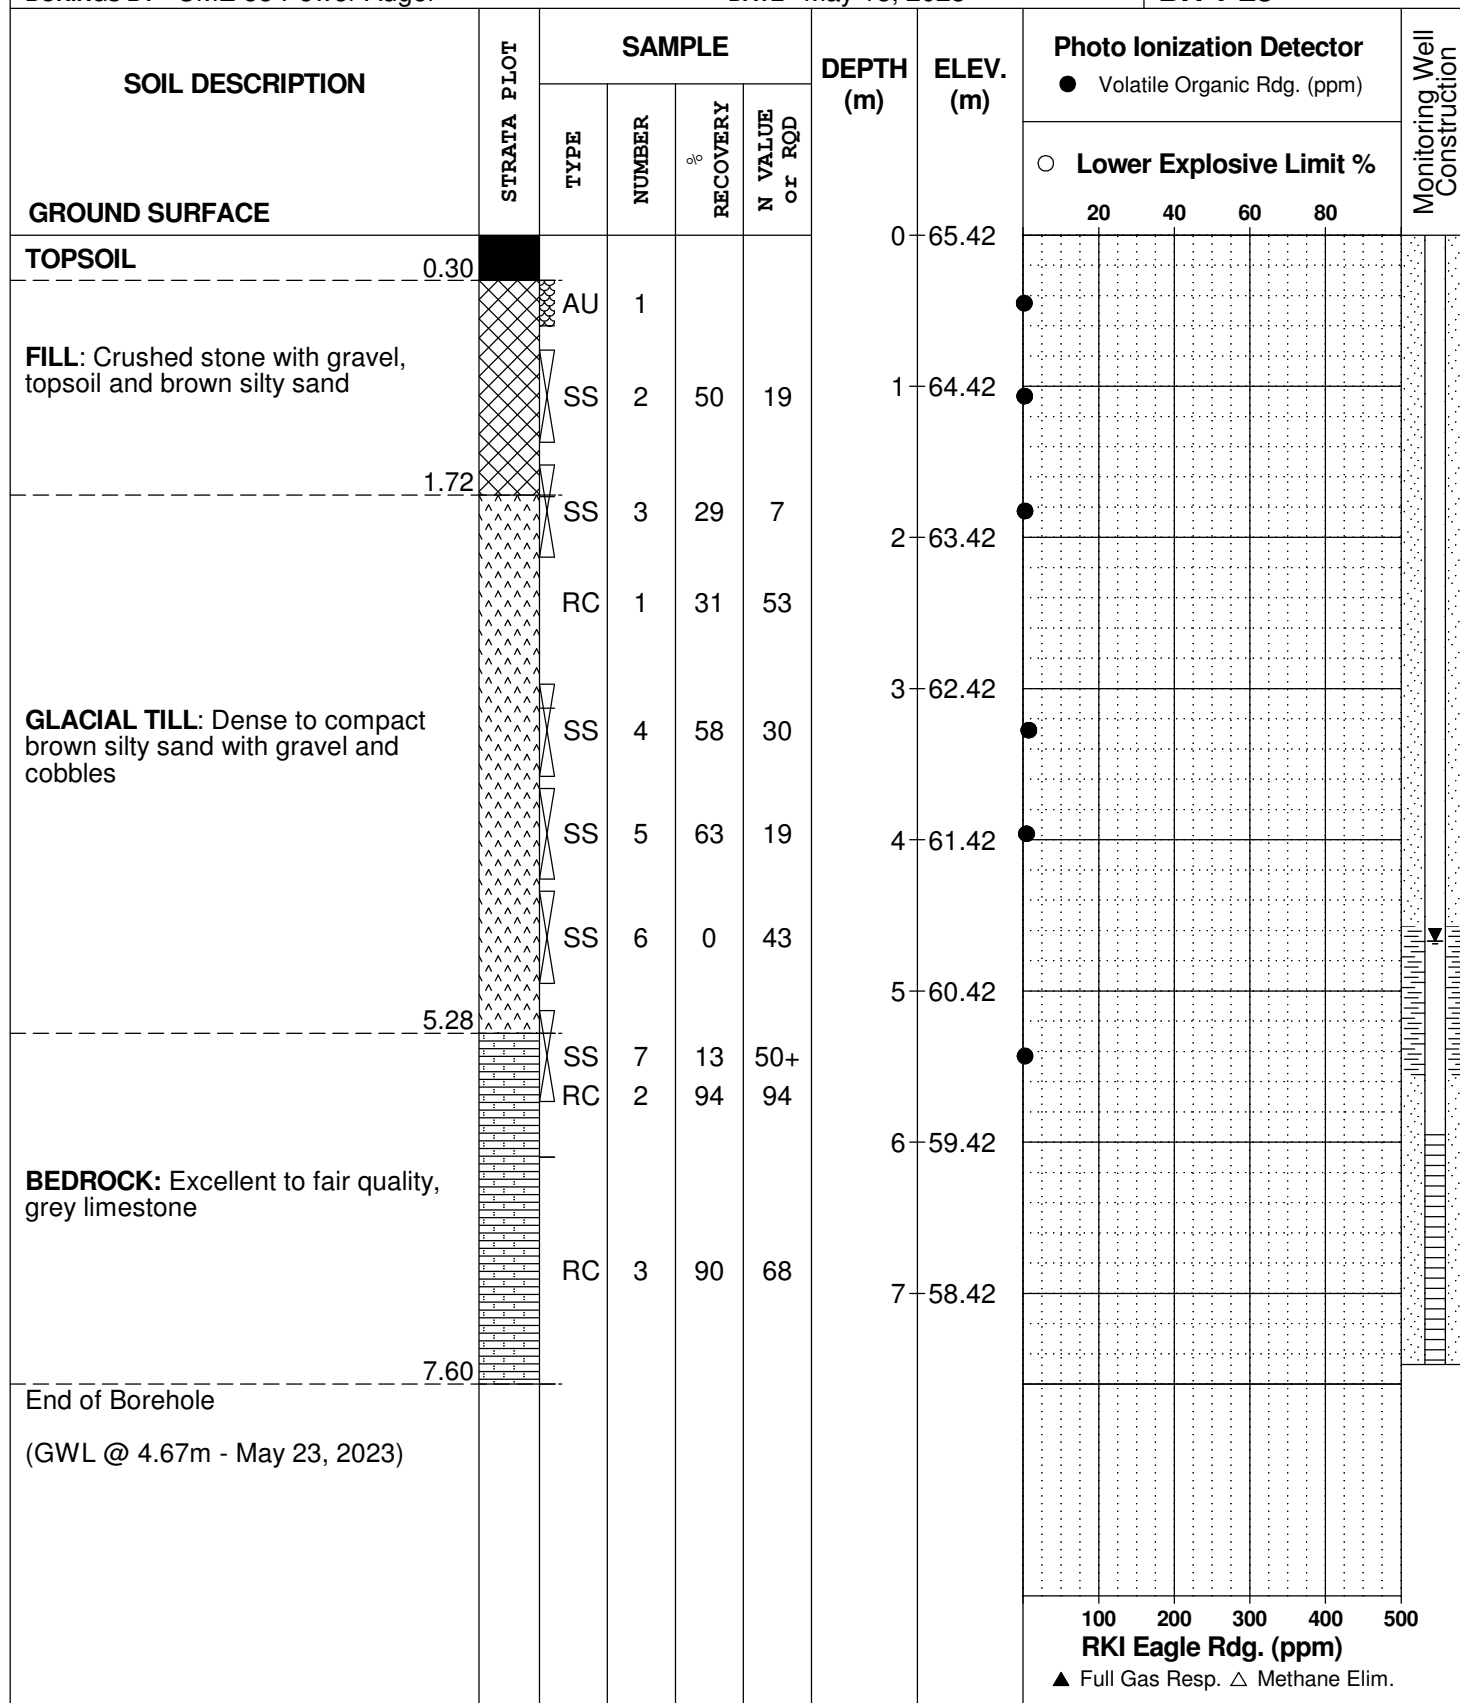 SOIL DESCRIPTION
GROUND SURFACE
STRATA PLOT
SAMPLE
TYPE
NUMBER
%
RECOVERY
N VALUE
or RQD
DEPTH
(m)
ELEV.
(m)
Photo Ionization Detector
● Volatile Organic Rdg. (ppm)
○ Lower Explosive Limit %
20 40 60 80
Monitoring Well
Construction
0 65.42
TOPSOIL
0.30
AU 1
FILL: Crushed stone with gravel,
topsoil and brown silty sand
SS 2 50 19
1 64.42
1.72
SS 3 29 7
2 63.42
RC 1 31 53
3 62.42
GLACIAL TILL: Dense to compact
brown silty sand with gravel and
cobbles
SS 4 58 30
SS 5 63 19
4 61.42
SS 6 0 43
5 60.42
5.28
SS 7 13 50+
RC 2 94 94
6 59.42
BEDROCK: Excellent to fair quality,
grey limestone
RC 3 90 68
7 58.42
7.60
End of Borehole
(GWL @ 4.67m - May 23, 2023)
100 200 300 400 500
RKI Eagle Rdg. (ppm)
▲ Full Gas Resp. △ Methane Elim.